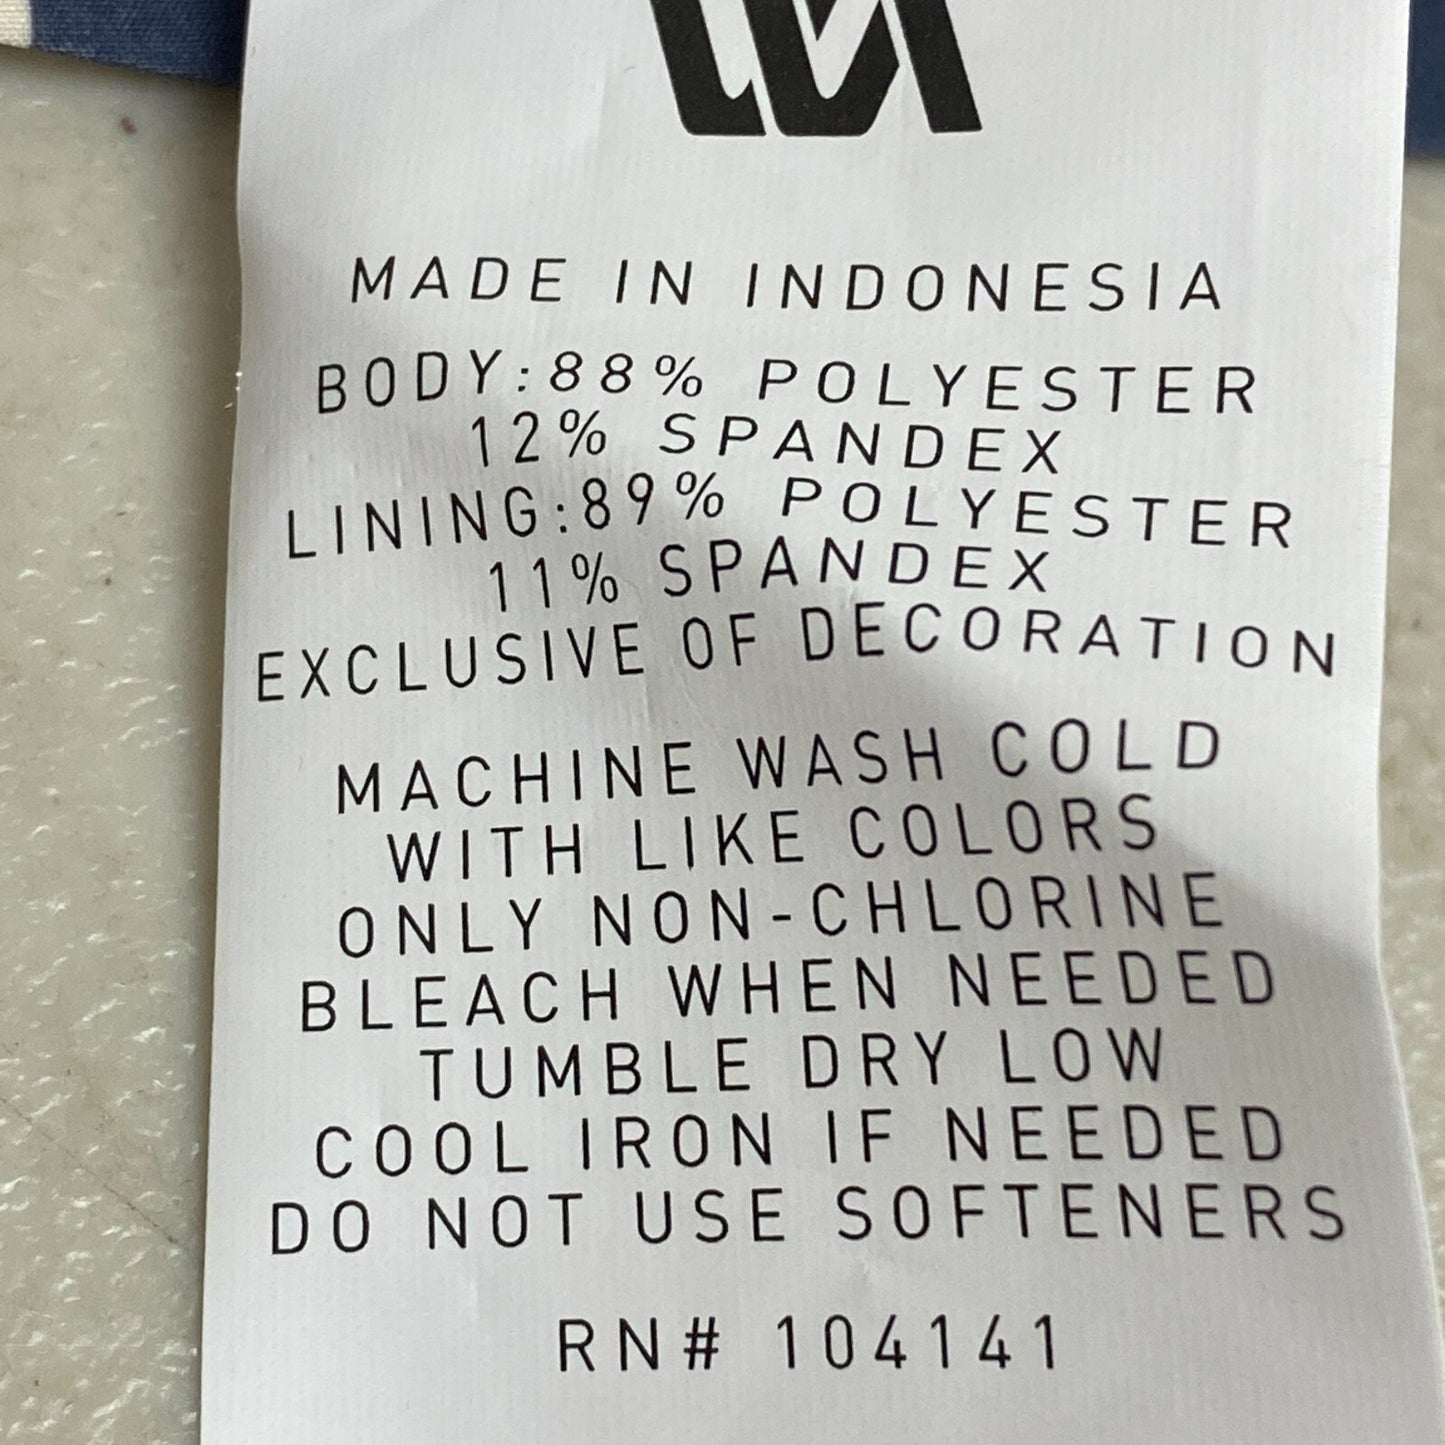 MADE IN INDONESIA
BODY:88% POLYESTER
12% SPANDEX
LINING:89% POLYESTER
11% SPANDEX
EXCLUSIVE OF DECORATION
MACHINE WASH COLD
WITH LIKE COLORS
ONLY NON-CHLORINE
BLEACH WHEN NEEDED
TUMBLE DRY LOW
COOL IRON IF NEEDED
DO NOT USE SOFTENERS
RN# 104141